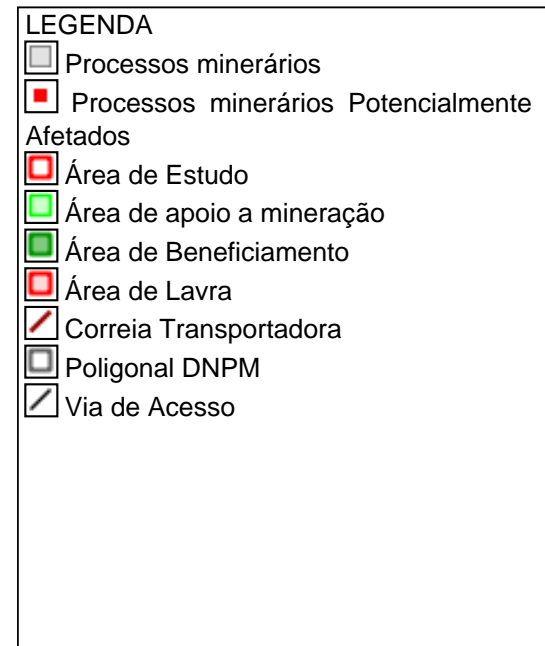 LEGENDA
Processos minerários
Processos minerários Potencialmente
Afetados
Área de Estudo
Área de apoio a mineração
Área de Beneficiamento
Área de Lavra
Correia Transportadora
Poligonal DNPM
Via de Acesso